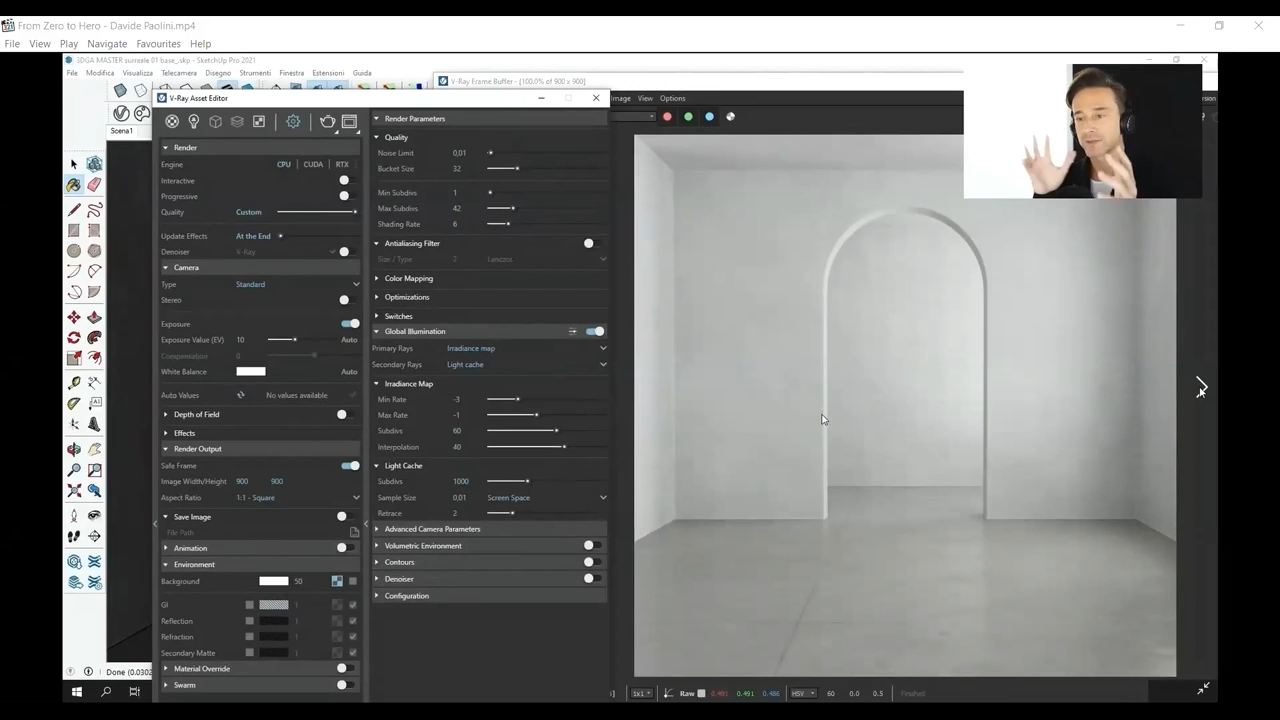 From Zero to Hero - Davide Paolini.mp4
File View Play Navigate Favourites Help
3DGA MASTER surreale 01 base_.skp - SketchUp Pro 2021
File Modifica Visualizza Telecamera Disegno Strumenti Finestra Estensioni Guida
V-Ray Frame Buffer - [100.0% of 900 x 900]
V-Ray Asset Editor
Image View Options
Scena1
Render
Engine CPU CUDA RTX
Interactive
Progressive
Quality Custom
Update Effects At the End
Denoiser V-Ray
Camera
Type Standard
Stereo
Exposure
Exposure Value (EV) 10 Auto
Compensation 0
White Balance Auto
Auto Values No values available
Depth of Field
Effects
Render Output
Safe Frame
Image Width/Height 900 900
Aspect Ratio 1:1 - Square
Save Image
File Path
Animation
Environment
Background 50
GI 1
Reflection 1
Refraction 1
Secondary Matte 1
Material Override
Swarm
Render Parameters
Quality
Noise Limit 0,01
Bucket Size 32
Min Subdivs 1
Max Subdivs 42
Shading Rate 6
Antialiasing Filter
Size / Type 2 Lanczos
Color Mapping
Optimizations
Switches
Global Illumination
Primary Rays Irradiance map
Secondary Rays Light cache
Irradiance Map
Min Rate -3
Max Rate -1
Subdivs 60
Interpolation 40
Light Cache
Subdivs 1000
Sample Size 0,01 Screen Space
Retrace 2
Advanced Camera Parameters
Volumetric Environment
Contours
Denoiser
Configuration
Done (0.0302
1x1 Raw 0.491 0.491 0.486 HSV 60 0.0 0.5 Finished